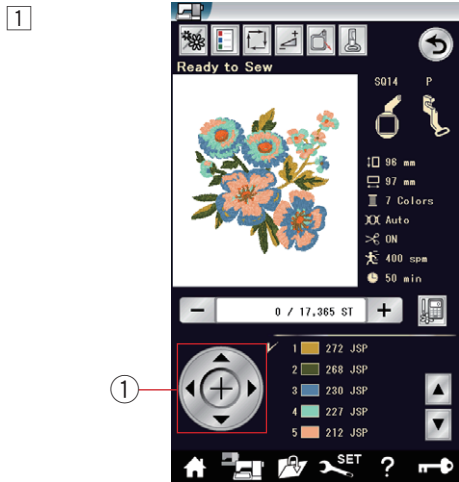 1
Ready to Sew
SQ14 P
96 mm
97 mm
7 Colors
Auto
ON
400 spm
50 min
− 0 / 17,365 ST +
1 272 JSP
2 268 JSP
3 230 JSP
4 227 JSP
5 212 JSP
1
SET ?